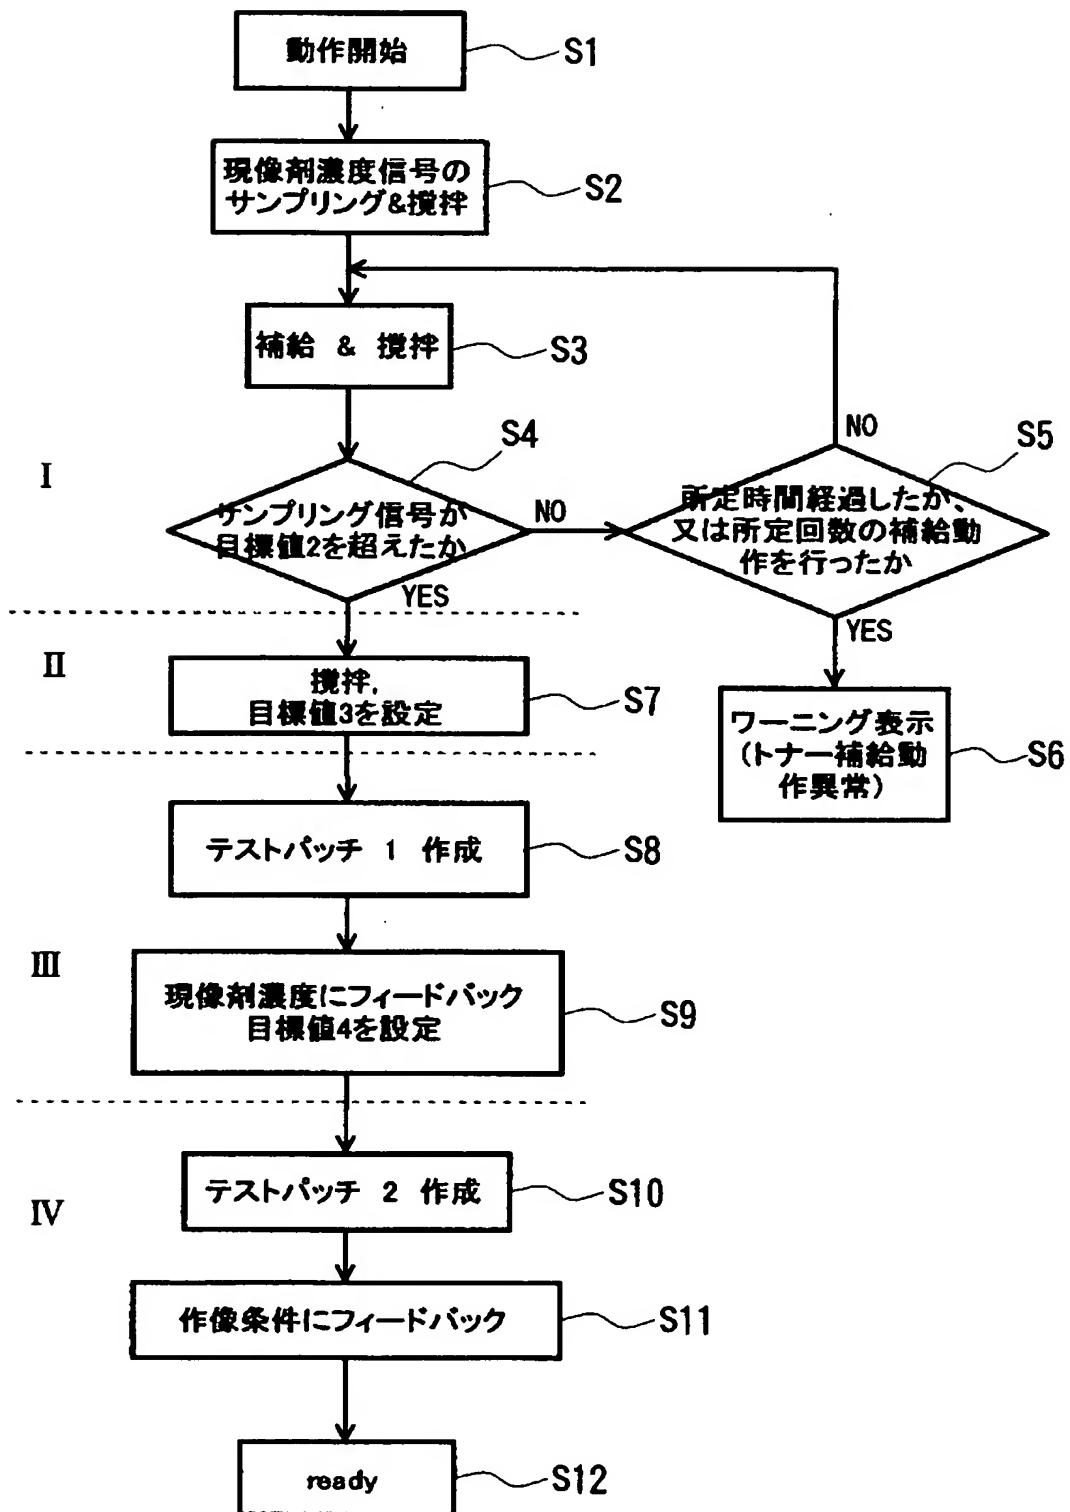 動作開始
S1
現像剤濃度信号の
サンプリング&攪拌
S2
補給 & 攪拌
S3
I
S4
サンプリング信号が
目標値2を超えたか
NO
YES
NO
S5
所定時間経過したか、
又は所定回数の補給動
作を行ったか
YES
ワーニング表示
(トナー補給動
作異常)
S6
II
攪拌,
目標値3を設定
S7
III
テストパッチ 1 作成
S8
現像剤濃度にフィードバック
目標値4を設定
S9
IV
テストパッチ 2 作成
S10
作像条件にフィードバック
S11
ready
S12